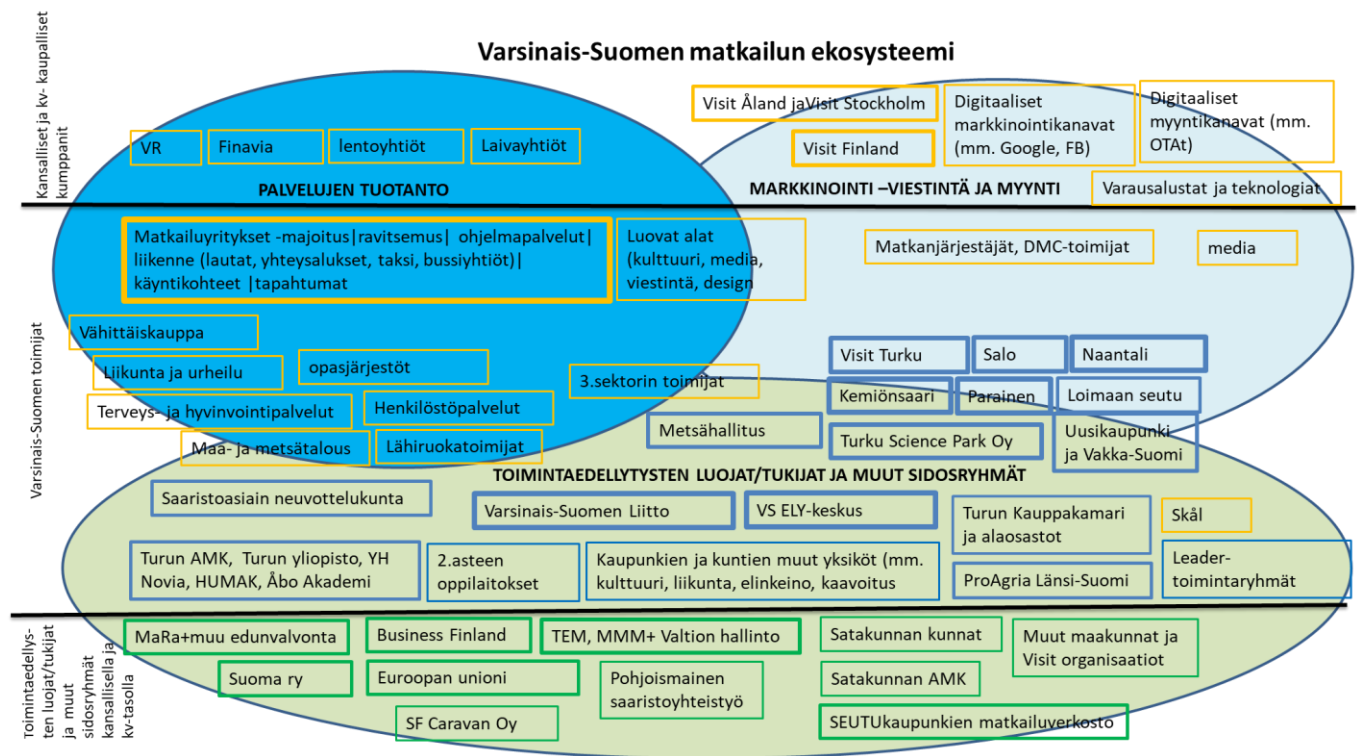 Varsinais-Suomen matkailun ekosysteemi
Kansalliset ja kv- kaupalliset
kumppanit
VR
Finavia
lentoyhtiöt
Laivayhtiöt
Visit Åland jaVisit Stockholm
Visit Finland
Digitaaliset
markkinointikanavat
(mm. Google, FB)
Digitaaliset
myyntikanavat (mm.
OTAt)
PALVELUJEN TUOTANTO
MARKKINOINTI –VIESTINTÄ JA MYYNTI
Varausalustat ja teknologiat
Varsinais-Suomen toimijat
Matkailuyritykset -majoitus|ravitsemus| ohjelmapalvelut|
liikenne (lautat, yhteysalukset, taksi, bussiyhtiöt)|
käyntikohteet |tapahtumat
Luovat alat
(kulttuuri, media,
viestintä, design
Matkanjärjestäjät, DMC-toimijat
media
Vähittäiskauppa
Liikunta ja urheilu
opasjärjestöt
3.sektorin toimijat
Terveys- ja hyvinvointipalvelut
Henkilöstöpalvelut
Maa- ja metsätalous
Lähiruokatoimijat
Visit Turku
Salo
Naantali
Kemiönsaari
Parainen
Loimaan seutu
Metsähallitus
Turku Science Park Oy
Uusikaupunki
ja Vakka-Suomi
TOIMINTAEDELLYTYSTEN LUOJAT/TUKIJAT JA MUUT SIDOSRYHMÄT
Saaristoasiain neuvottelukunta
Varsinais-Suomen Liitto
VS ELY-keskus
Turun Kauppakamari
ja alaosastot
Skål
Turun AMK, Turun yliopisto, YH
Novia, HUMAK, Åbo Akademi
2.asteen
oppilaitokset
Kaupunkien ja kuntien muut yksiköt (mm.
kulttuuri, liikunta, elinkeino, kaavoitus
ProAgria Länsi-Suomi
Leader-
toimintaryhmät
Toimintaedellys-
ten luojat/tukijat
ja muut
sidosryhmät
kansallisella ja
kv-tasolla
MaRa+muu edunvalvonta
Business Finland
TEM, MMM+ Valtion hallinto
Satakunnan kunnat
Muut maakunnat ja
Visit organisaatiot
Suoma ry
Euroopan unioni
Pohjoismainen
saaristoyhteistyö
Satakunnan AMK
SF Caravan Oy
SEUTUkaupunkien matkailuverkosto